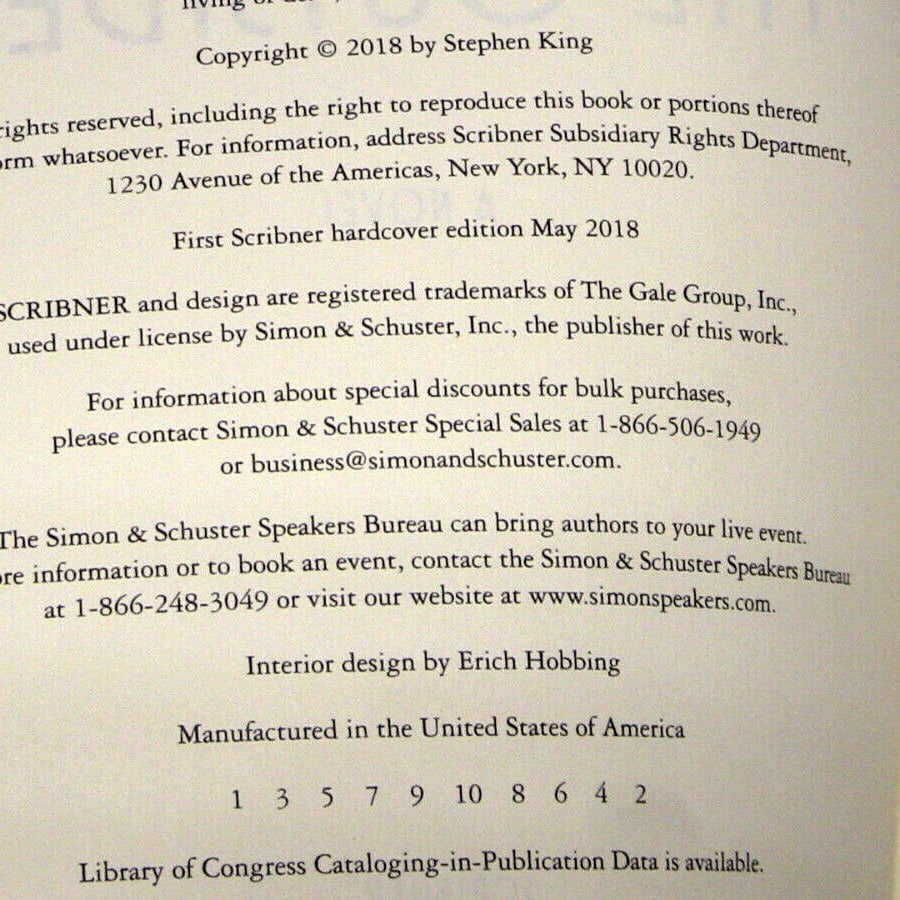 Copyright © 2018 by Stephen King
rights reserved, including the right to reproduce this book or portions thereof
whatsoever. For information, address Scribner Subsidiary Rights Department,
1230 Avenue of the Americas, New York, NY 10020.
A NOVEL
First Scribner hardcover edition May 2018
SCRIBNER and design are registered trademarks of The Gale Group, Inc.,
used under license by Simon & Schuster, Inc., the publisher of this work.
For information about special discounts for bulk purchases,
please contact Simon & Schuster Special Sales at 1-866-506-1949
or business@simonandschuster.com.
The Simon & Schuster Speakers Bureau can bring authors to your live event.
information or to book an event, contact the Simon & Schuster Speakers Bureau
at 1-866-248-3049 or visit our website at www.simonspeakers.com.
Interior design by Erich Hobbing
Manufactured in the United States of America
1 3 5 7 9 10 8 6 4 2
Library of Congress Cataloging-in-Publication Data is available.